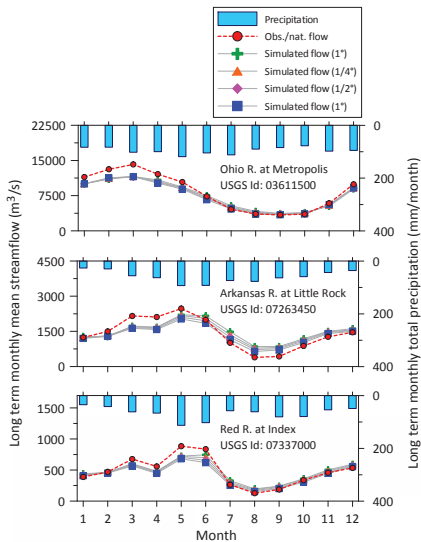 Precipitation
Obs./nat. flow
Simulated flow (1°)
Simulated flow (1/4°)
Simulated flow (1/2°)
Simulated flow (1°)
Long term monthly mean streamflow (m³/s)
Long term monthly total precipitation (mm/month)
22500
15000
7500
0
0
200
400
Ohio R. at Metropolis
USGS Id: 03611500
4500
3000
1500
0
0
200
400
Arkansas R. at Little Rock
07263450
1500
1000
500
0
0
200
400
Red R. at Index
USGS Id: 07337000
1 2 3 4 5 6 7 8 9 10 11 12
Month